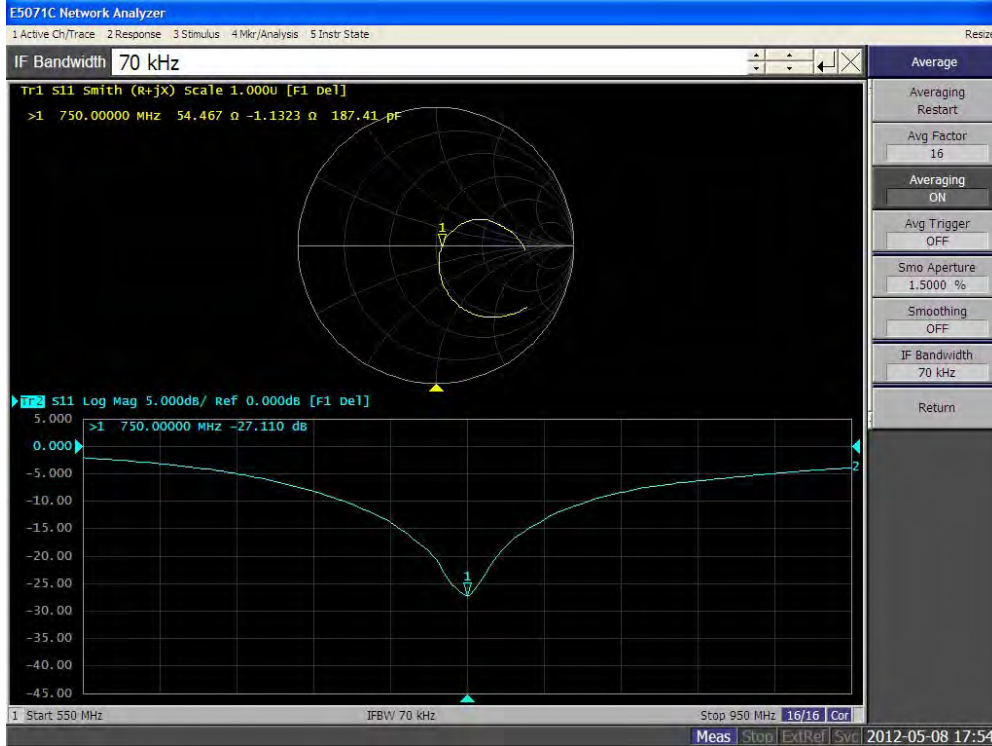 E5071C Network Analyzer
1 Active Ch/Trace 2 Response 3 Stimulus 4 Mkr/Analysis 5 Instr State
Resize
IF Bandwidth 70 kHz
Tr1 S11 Smith (R+jX) Scale 1.000U [F1 Del]
>1 750.00000 MHz 54.467 Ω -1.1323 Ω 187.41 pF
1
Tr2 S11 Log Mag 5.000dB/ Ref 0.000dB [F1 Del]
>1 750.00000 MHz -27.110 dB
5.000
0.000
-5.000
-10.00
-15.00
-20.00
-25.00
-30.00
-35.00
-40.00
-45.00
1
2
1 Start 550 MHz IFBW 70 kHz Stop 950 MHz 16/16 Cor
Average
Averaging
Restart
Avg Factor
16
Averaging
ON
Avg Trigger
OFF
Smo Aperture
1.5000 %
Smoothing
OFF
IF Bandwidth
70 kHz
Return
Meas Stop ExtRef Svc 2012-05-08 17:54